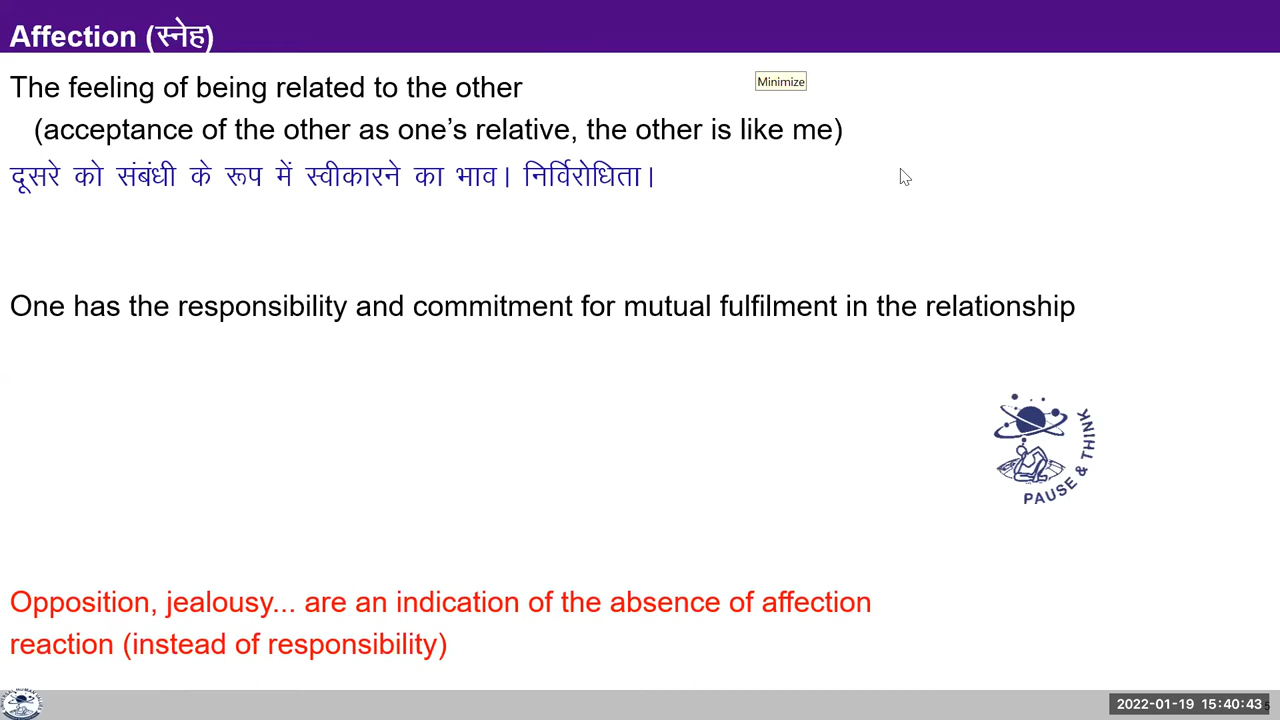 Affection (स्नेह)
The feeling of being related to the other
Minimize
(acceptance of the other as one’s relative, the other is like me)
दूसरे को संबंधी के रूप में स्वीकारने का भाव। निर्विरोधिता।
One has the responsibility and commitment for mutual fulfilment in the relationship
PAUSE & THINK
Opposition, jealousy... are an indication of the absence of affection
reaction (instead of responsibility)
2022-01-19 15:40:43